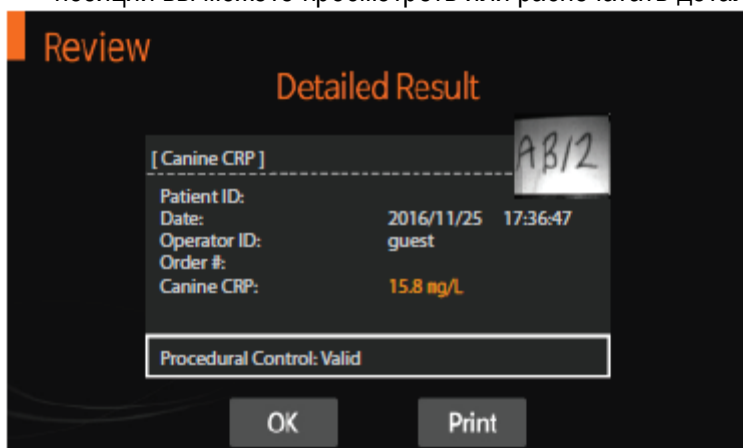 Review
Detailed Result
AB/2
[ Canine CRP ]
Patient ID:
Date: 2016/11/25 17:36:47
Operator ID: guest
Order #:
Canine CRP: 15.8 mg/L
Procedural Control: Valid
OK Print